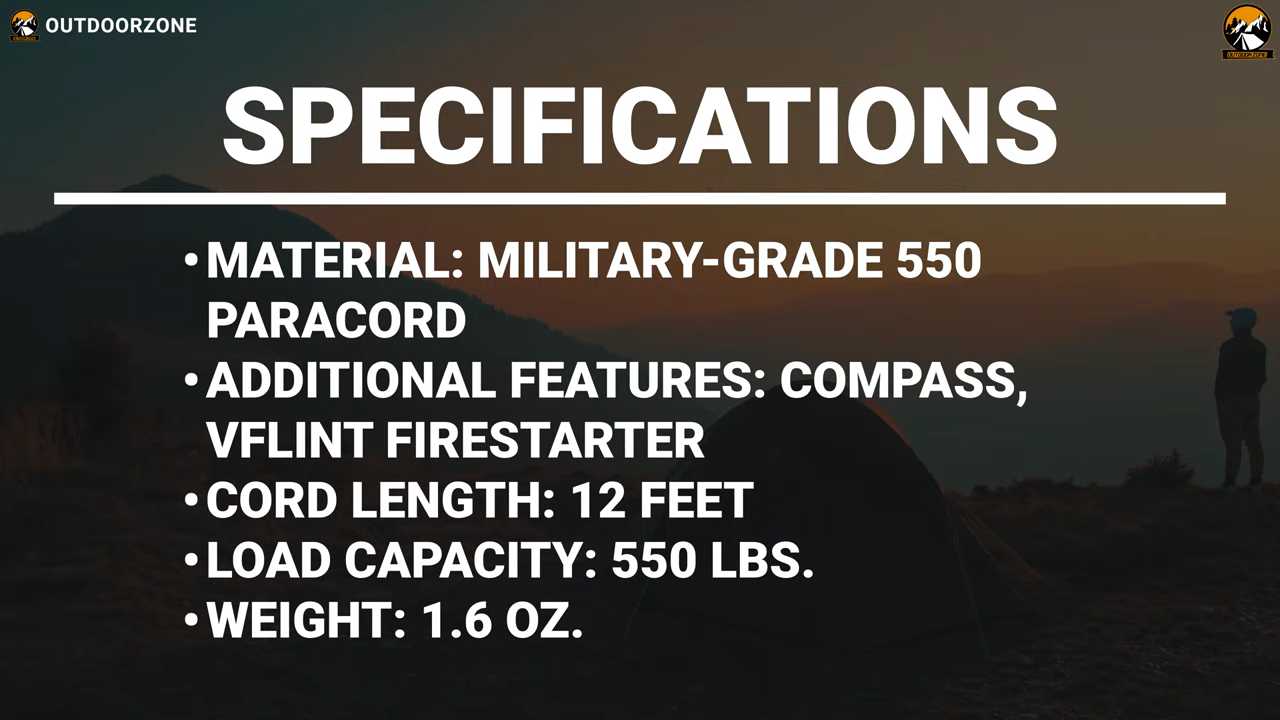 OUTDOORZONE
SPECIFICATIONS
• MATERIAL: MILITARY-GRADE 550
PARACORD
• ADDITIONAL FEATURES: COMPASS,
VFLINT FIRESTARTER
• CORD LENGTH: 12 FEET
• LOAD CAPACITY: 550 LBS.
• WEIGHT: 1.6 OZ.